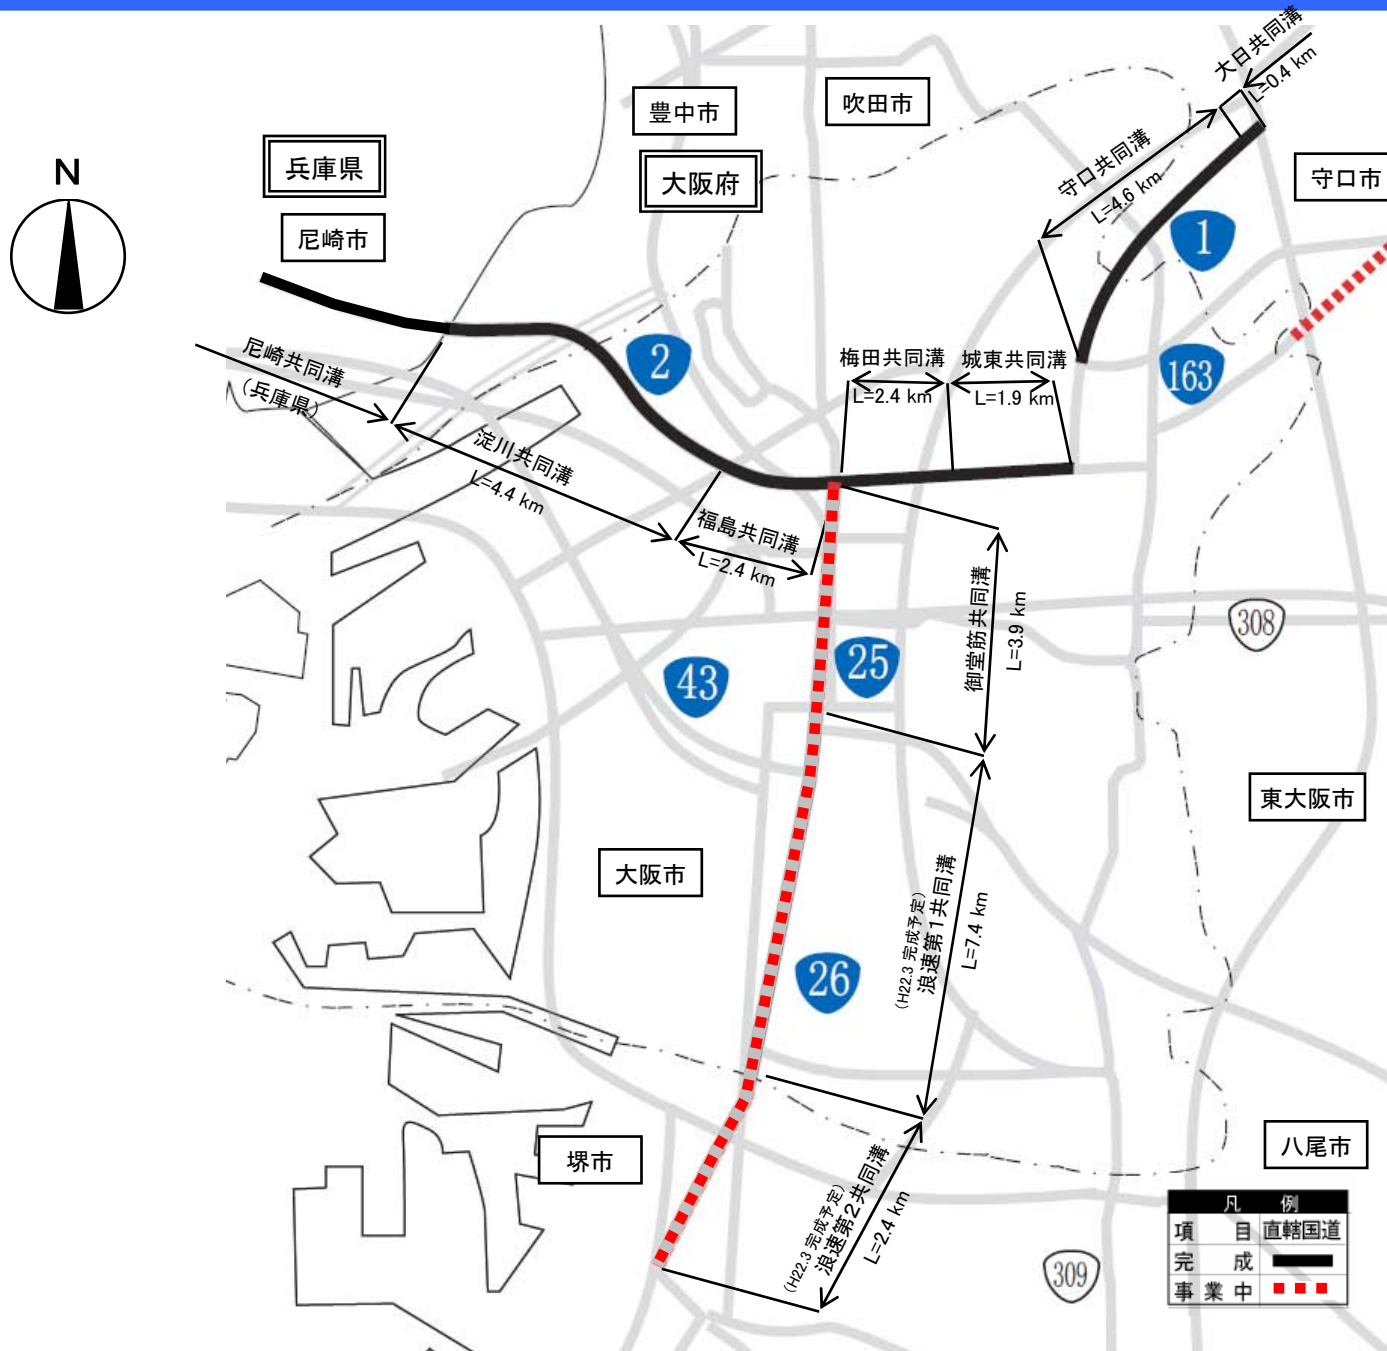 大日共同溝
L=0.4 km
豊中市
吹田市
兵庫県
大阪府
守口共同溝
L=4.6 km
守口市
N
尼崎市
1
2
163
尼崎共同溝
(兵庫県)
梅田共同溝
L=2.4 km
城東共同溝
L=1.9 km
淀川共同溝
L=4.4 km
福島共同溝
L=2.4 km
御堂筋共同溝
L=3.9 km
308
25
43
東大阪市
大阪市
(H22.3 完成予定)
浪速第1共同溝
L=7.4 km
26
堺市
八尾市
(H22.3 完成予定)
浪速第2共同溝
L=2.4 km
309
凡 例
項 目 直轄国道
完 成
事 業 中